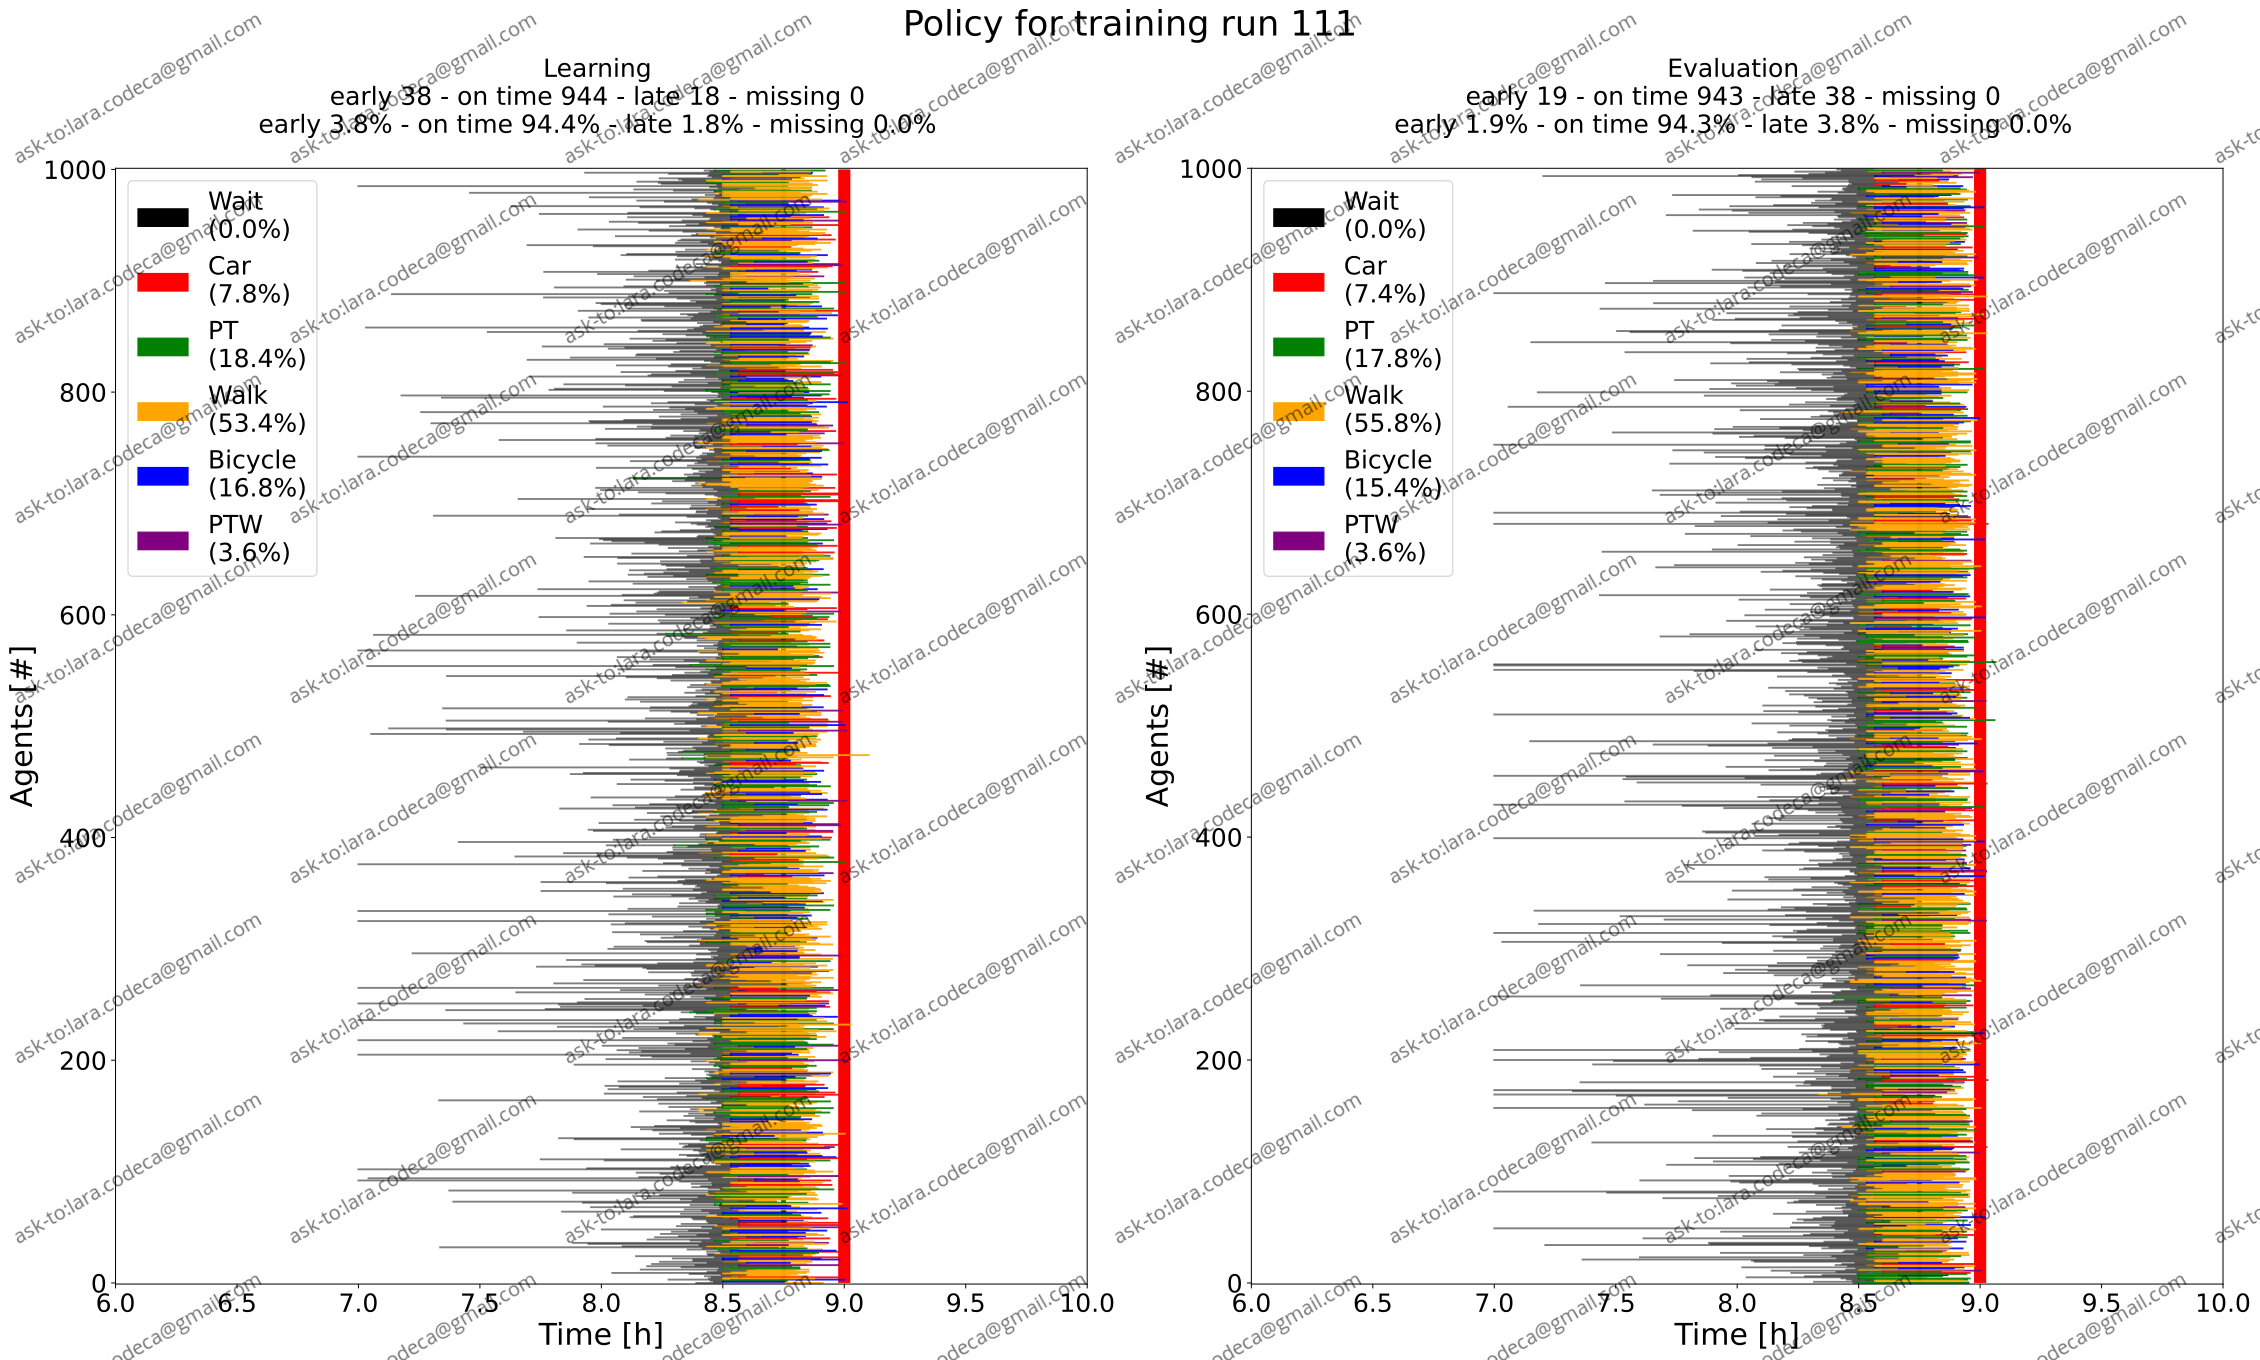 Policy for training run 111
Learning
early 38 - on time 944 - late 18 - missing 0
early 3.8% - on time 94.4% - late 1.8% - missing 0.0%
1000
800
600
400
200
0
Agents [#]
Wait
(0.0%)
Car
(7.8%)
PT
(18.4%)
Walk
(53.4%)
Bicycle
(16.8%)
PTW
(3.6%)
6.0 6.5 7.0 7.5 8.0 8.5 9.0 9.5 10.0
Time [h]
Evaluation
early 19 - on time 943 - late 38 - missing 0
early 1.9% - on time 94.3% - late 3.8% - missing 0.0%
1000
800
600
400
200
0
Agents [#]
Wait
(0.0%)
Car
(7.4%)
PT
(17.8%)
Walk
(55.8%)
Bicycle
(15.4%)
PTW
(3.6%)
6.0 6.5 7.0 7.5 8.0 8.5 9.0 9.5 10.0
Time [h]
ask-to:lara.codeca@gmail.com